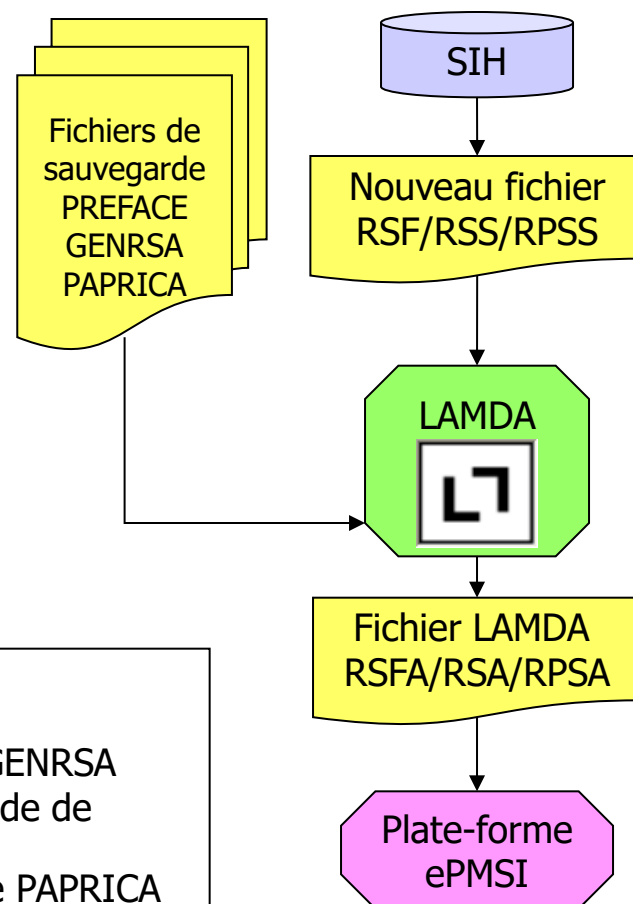 Fichiers de
sauvegarde
PREFACE
GENRSA
PAPRICA
SIH
Nouveau fichier
RSF/RSS/RPSS
LAMDA
Fichier LAMDA
RSFA/RSA/RPSA
Plate-forme
ePMSI
GENRSA
de de
PAPRICA